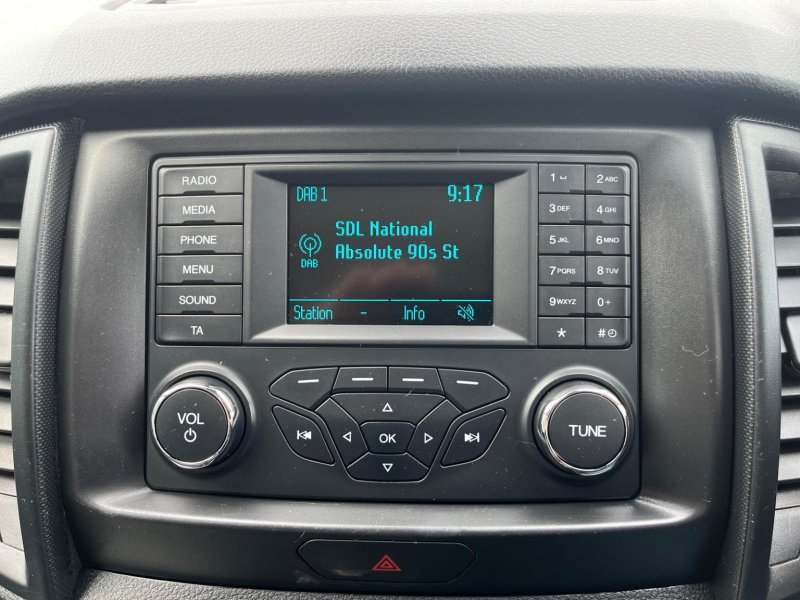 RADIO
MEDIA
PHONE
MENU
SOUND
TA
DAB 1 9:17
SDL National
Absolute 90s St
DAB
Station - Info
1 2 ABC
3 DEF 4 GHI
5 JKL 6 MNO
7 PQRS 8 TUV
9 WXYZ 0 +
* #
VOL
OK
TUNE